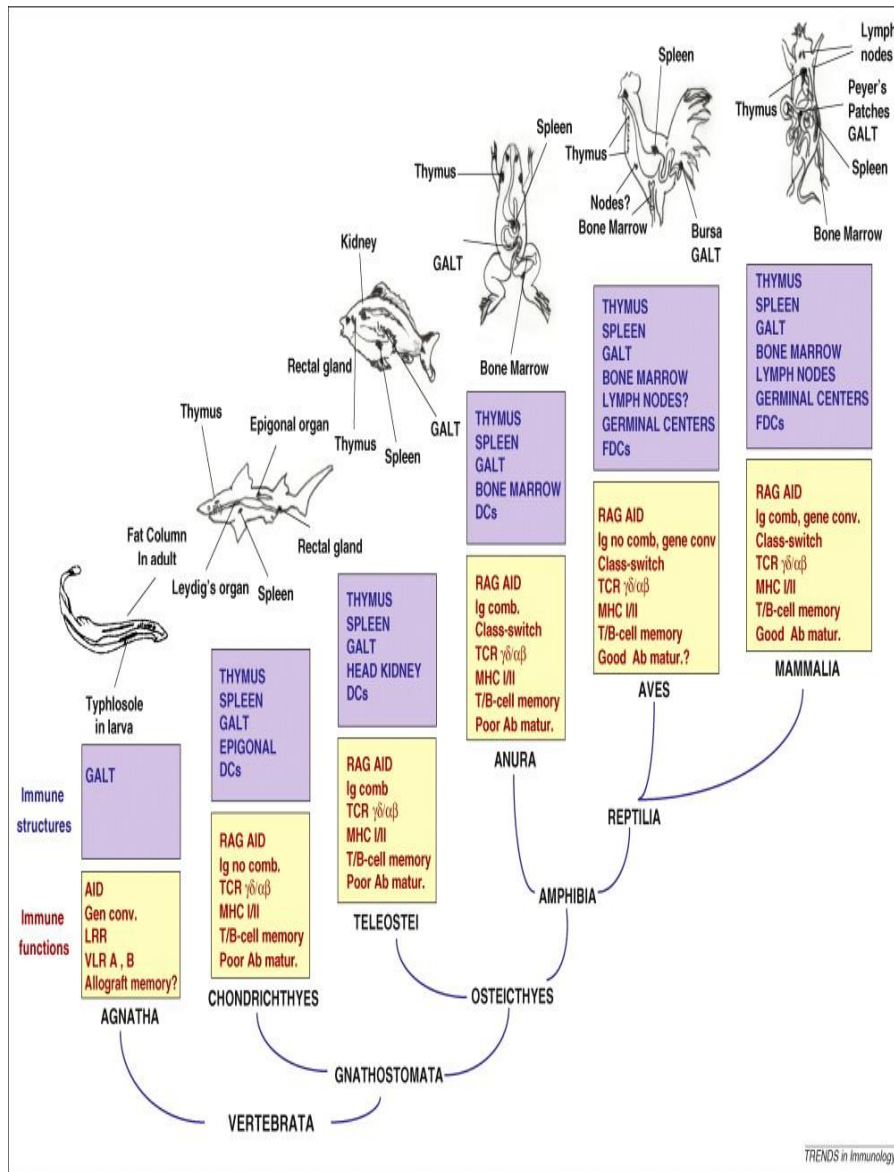 Lymph
nodes
Spleen
Peyer's
Patches
GALT
Thymus
Spleen
Bone Marrow
Spleen
Thymus
Nodes?
Bone Marrow
Bursa
GALT
Thymus
GALT
Bone Marrow
Kidney
Rectal gland
Thymus
Spleen
GALT
Thymus
Epigonal organ
Rectal gland
Leydig's organ
Spleen
Fat Column
In adult
Typhlosole
in larva
Immune
structures
Immune
functions
GALT
AID
Gen conv.
LRR
VLR A , B
Allograft memory?
AGNATHA
THYMUS
SPLEEN
GALT
EPIGONAL
DCs
RAG AID
Ig no comb.
TCR γδ/αβ
MHC I/II
T/B-cell memory
Poor Ab matur.
CHONDRICHTHYES
THYMUS
SPLEEN
GALT
HEAD KIDNEY
DCs
RAG AID
Ig comb
TCR γδ/αβ
MHC I/II
T/B-cell memory
Poor Ab matur.
TELEOSTEI
THYMUS
SPLEEN
GALT
BONE MARROW
DCs
RAG AID
Ig comb.
Class-switch
TCR γδ/αβ
MHC I/II
T/B-cell memory
Poor Ab matur.
ANURA
THYMUS
SPLEEN
GALT
BONE MARROW
LYMPH NODES?
GERMINAL CENTERS
FDCs
RAG AID
Ig no comb, gene conv
Class-switch
TCR γδ/αβ
MHC I/II
T/B-cell memory
Good Ab matur.?
AVES
THYMUS
SPLEEN
GALT
BONE MARROW
LYMPH NODES
GERMINAL CENTERS
FDCs
RAG AID
Ig comb, gene conv.
Class-switch
TCR γδ/αβ
MHC I/II
T/B-cell memory
Good Ab matur.
MAMMALIA
REPTILIA
AMPHIBIA
OSTEICTHYES
GNATHOSTOMATA
VERTEBRATA
TRENDS in Immunology